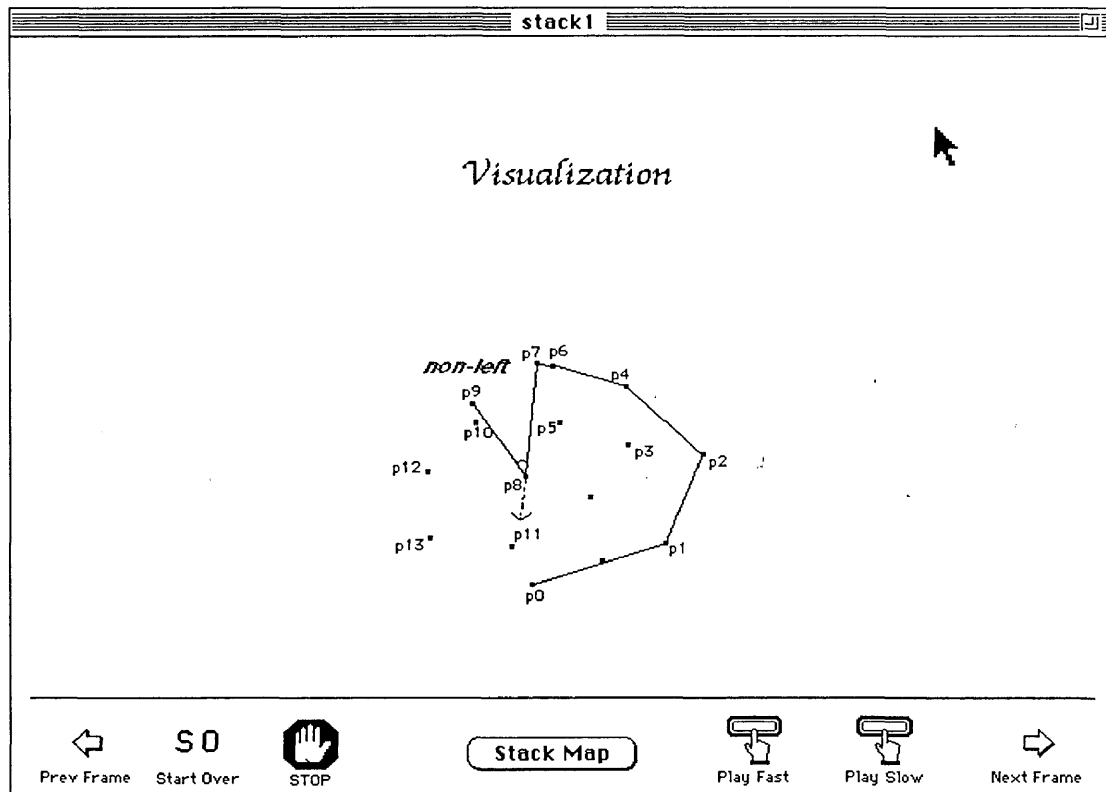 stack1
Visualization
p7 p6
non-left
p4
p9
p10
p5
p3
p2
p12
p8
p11
p13
p1
p0
SO
Stack Map
Prev Frame Start Over STOP Play Fast Play Slow Next Frame